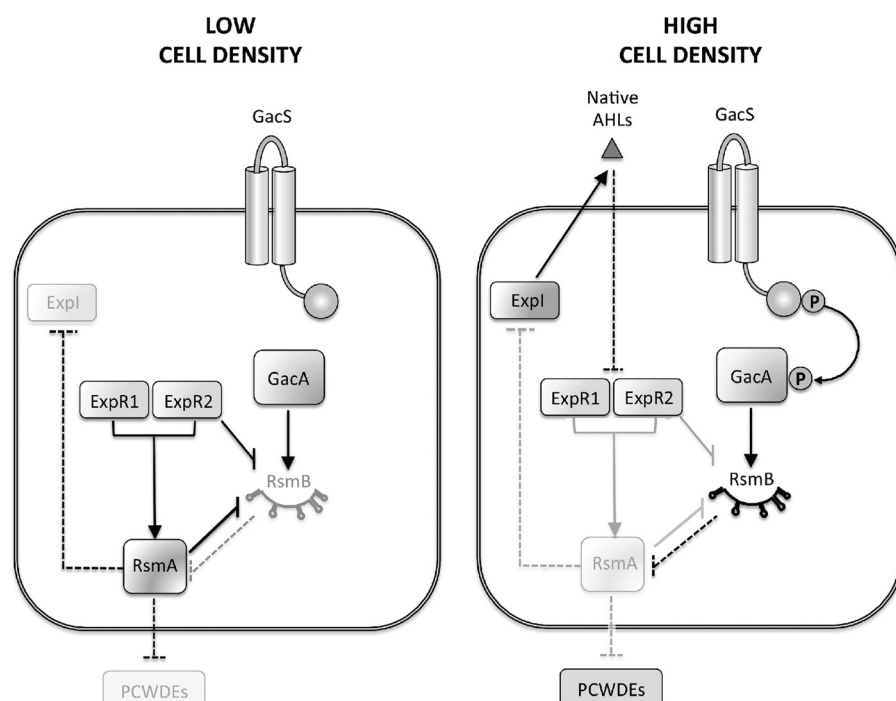 LOW
CELL DENSITY
GacS
ExpI
GacA
ExpR1
ExpR2
RsmB
RsmA
PCWDEs
HIGH
CELL DENSITY
Native
AHLs
GacS
ExpI
P
GacA
P
ExpR1
ExpR2
RsmB
RsmA
PCWDEs